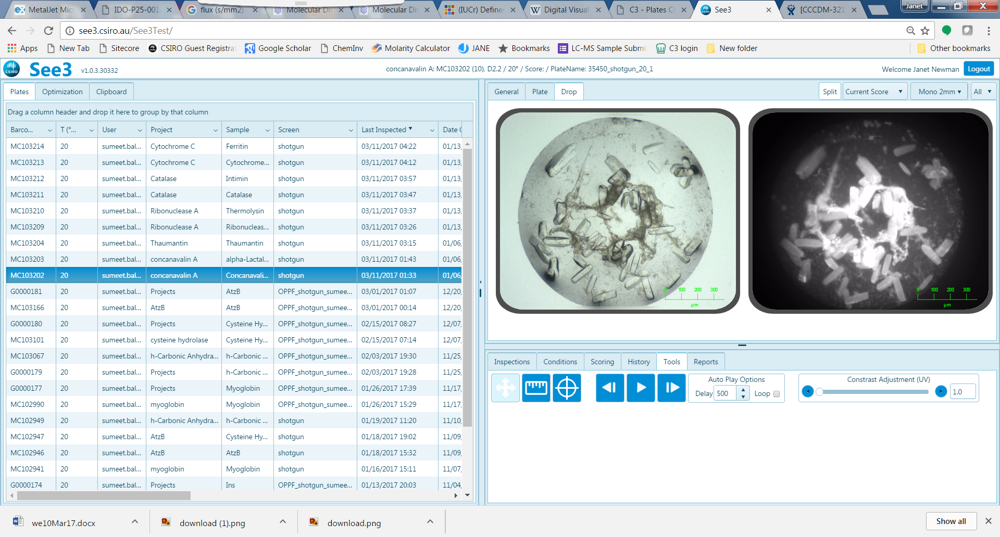 MetalJet Mic
IDO-P25-001
flux (s/mm2)
Molecular Di
Molecular Di
(IUCr) Define
Digital Visual
C3 - Plates C
See3
[CCCDM-321
Janet
see3.csiro.au/See3Test/
Apps
New Tab
Sitecore
CSIRO Guest Registra
Google Scholar
ChemInv
Molarity Calculator
JANE
Bookmarks
LC-MS Sample Submi
C3 login
New folder
Other bookmarks
CSIRO
See3 v1.0.3.30332
concanavalin A: MC103202 (10), D2.2 / 20° / Score: / PlateName: 35450_shotgun_20_1
Welcome Janet Newman Logout
Plates Optimization Clipboard
Drag a column header and drop it here to group by that column
Barco... T (°... User Project Sample Screen Last Inspected Date C
MC103214 20 sumeet.bal... Cytochrome C Ferritin shotgun 03/11/2017 04:22 01/13,
MC103213 20 sumeet.bal... Cytochrome C Cytochrome... shotgun 03/11/2017 04:12 01/13,
MC103212 20 sumeet.bal... Catalase Intimin shotgun 03/11/2017 03:57 01/13,
MC103211 20 sumeet.bal... Catalase Catalase shotgun 03/11/2017 03:47 01/13,
MC103210 20 sumeet.bal... Ribonuclease A Thermolysin shotgun 03/11/2017 03:37 01/13,
MC103209 20 sumeet.bal... Ribonuclease A Ribonucleas... shotgun 03/11/2017 03:26 01/13,
MC103204 20 sumeet.bal... Thaumantin Thaumatin shotgun 03/11/2017 03:15 01/06,
MC103203 20 sumeet.bal... concanavalin A alpha-Lactal... shotgun 03/11/2017 01:43 01/06,
MC103202 20 sumeet.bal... concanavalin A Concanavali... shotgun 03/11/2017 01:33 01/06,
G0000181 20 sumeet.bal... Projects AtzB OPPF_shotgun_sumee... 03/01/2017 01:07 12/20,
MC103166 20 sumeet.bal... AtzB AtzB OPPF_shotgun_sumee... 03/01/2017 00:14 12/20,
G0000180 20 sumeet.bal... Projects Cysteine Hy... OPPF_shotgun_sumee... 02/15/2017 08:27 12/07,
MC103101 20 sumeet.bal... cysteine hydrolase Cysteine Hy... OPPF_shotgun_sumee... 02/15/2017 07:14 12/07,
MC103067 20 sumeet.bal... h-Carbonic Anhydra... h-Carbonic ... OPPF_shotgun_sumee... 02/03/2017 19:30 11/25,
G0000179 20 sumeet.bal... Projects h-Carbonic ... OPPF_shotgun_sumee... 02/03/2017 19:28 11/25,
G0000177 20 sumeet.bal... Projects Myoglobin OPPF_shotgun_sumee... 01/26/2017 17:39 11/17,
MC102990 20 sumeet.bal... myoglobin Myoglobin OPPF_shotgun_sumee... 01/26/2017 15:29 11/17,
MC102949 20 sumeet.bal... h-Carbonic Anhydra... h-Carbonic ... shotgun 01/19/2017 11:20 11/10,
MC102947 20 sumeet.bal... AtzB Cysteine Hy... shotgun 01/18/2017 19:02 11/09,
MC102946 20 sumeet.bal... AtzB AtzB shotgun 01/18/2017 15:32 11/09,
MC102941 20 sumeet.bal... myoglobin Myoglobin shotgun 01/16/2017 15:11 11/07,
G0000174 20 sumeet.bal... Projects Ins OPPF_shotgun_sumee... 01/13/2017 20:03 11/04,
General Plate Drop
Split Current Score Mono 2mm All
0 100 200 300
µm
0 100 200 300
µm
Inspections Conditions Scoring History Tools Reports
Auto Play Options
Delay 500 Loop
Constrast Adjustment (UV)
1.0
we10Mar17.docx
download (1).png
download.png
Show all